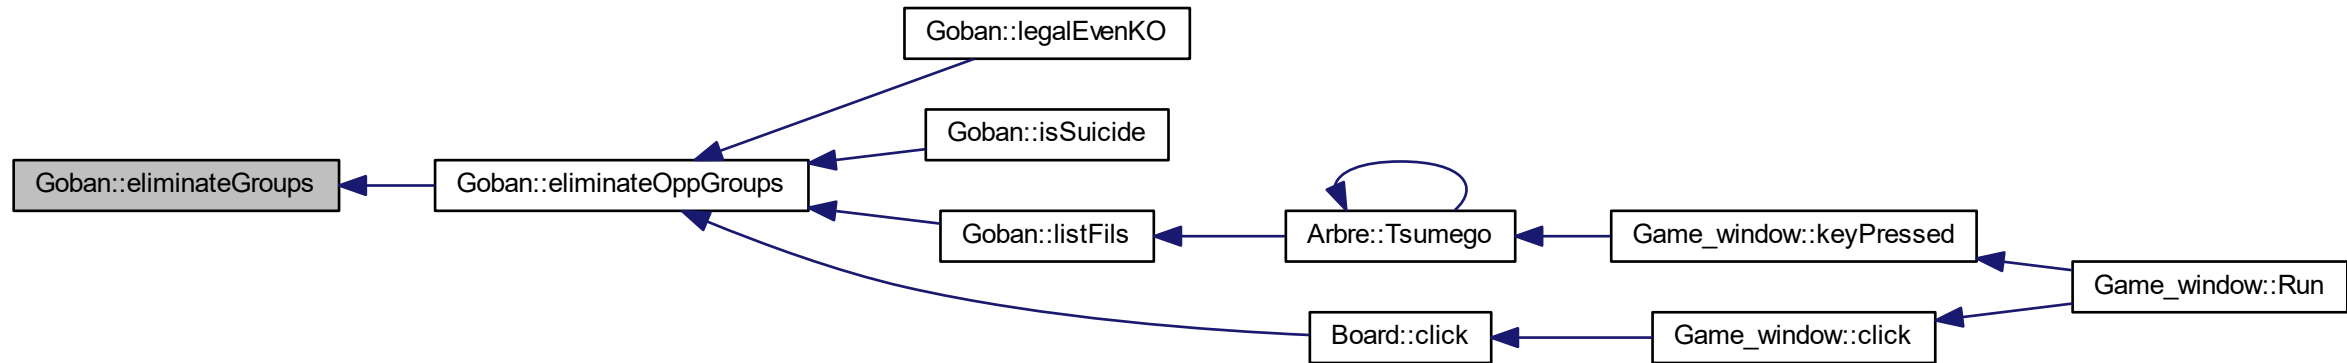 Goban::legalEvenKO
Goban::isSuicide
Goban::eliminateGroups
Goban::eliminateOppGroups
Goban::listFils
Arbre::Tsumego
Game_window::keyPressed
Game_window::Run
Board::click
Game_window::click